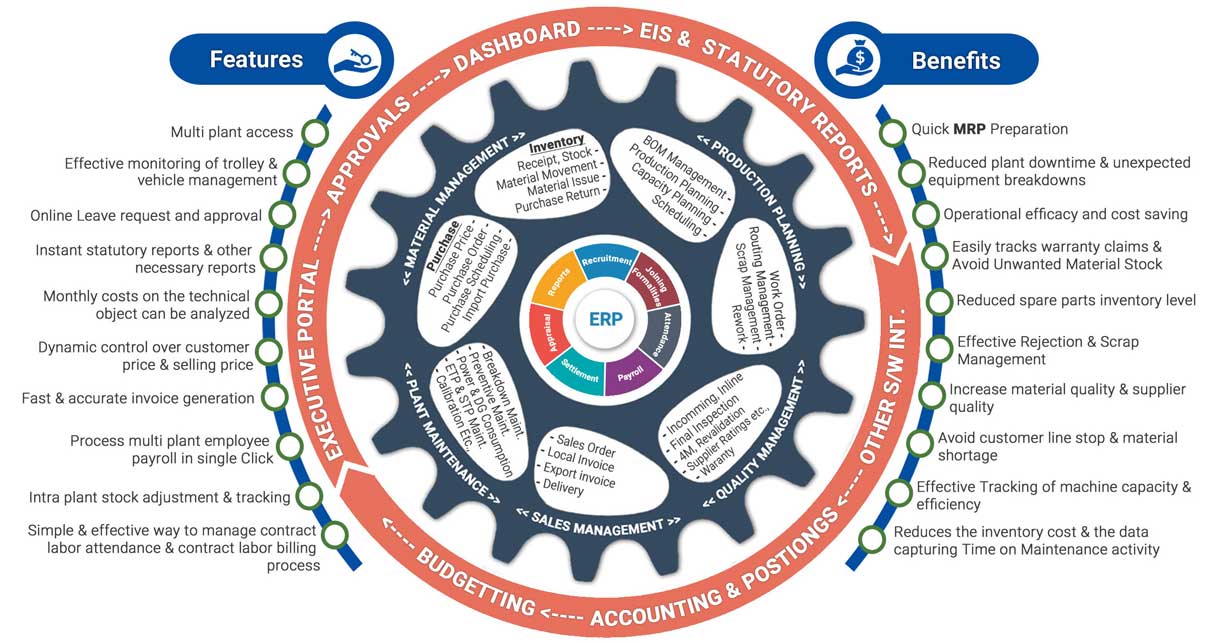 Features
Multi plant access
Effective monitoring of trolley &
vehicle management
Online Leave request and approval
Instant statutory reports & other
necessary reports
Monthly costs on the technical
object can be analyzed
Dynamic control over customer
price & selling price
Fast & accurate invoice generation
Process multi plant employee
payroll in single Click
Intra plant stock adjustment & tracking
Simple & effective way to manage contract
labor attendance & contract labor billing
process
EXECUTIVE PORTAL ----> APPROVALS ----> DASHBOARD ----> EIS & STATUTORY REPORTS ---->
OTHER S/W INT. <---- ACCOUNTING & POSTIONGS <---- BUDGETTING <----
<< MATERIAL MANAGEMENT >>
Inventory
Receipt, Stock -
Material Movement -
Material Issue -
Purchase Return -
Purchase
Purchase Price -
Purchase Order -
Purchase Scheduling -
Import Purchase -
<< PRODUCTION PLANNING >>
BOM Management -
Production Planning -
Capacity Planning -
Scheduling -
Work Order -
Routing Management -
Scrap Management -
Rework -
<< QUALITY MANAGEMENT >>
- Incomming, Inline
- Final Inspection
- 4M, Revalidation
- Supplier Ratings etc.,
- Waranty
<< SALES MANAGEMENT >>
- Sales Order
- Local Invoice
- Export invoice
- Delivery
<< PLANT MAINTENANCE >>
- Breakdown Maint.
- Preventive Maint.
- Power & DG Consumption
- ETP & STP Maint.
- Calibration Etc.,
ERP
Recruitment
Joining
Formalities
Attendance
Payroll
Settlement
Appraisal
Reports
$
Benefits
Quick MRP Preparation
Reduced plant downtime & unexpected
equipment breakdowns
Operational efficacy and cost saving
Easily tracks warranty claims &
Avoid Unwanted Material Stock
Reduced spare parts inventory level
Effective Rejection & Scrap
Management
Increase material quality & supplier
quality
Avoid customer line stop & material
shortage
Effective Tracking of machine capacity &
efficiency
Reduces the inventory cost & the data
capturing Time on Maintenance activity